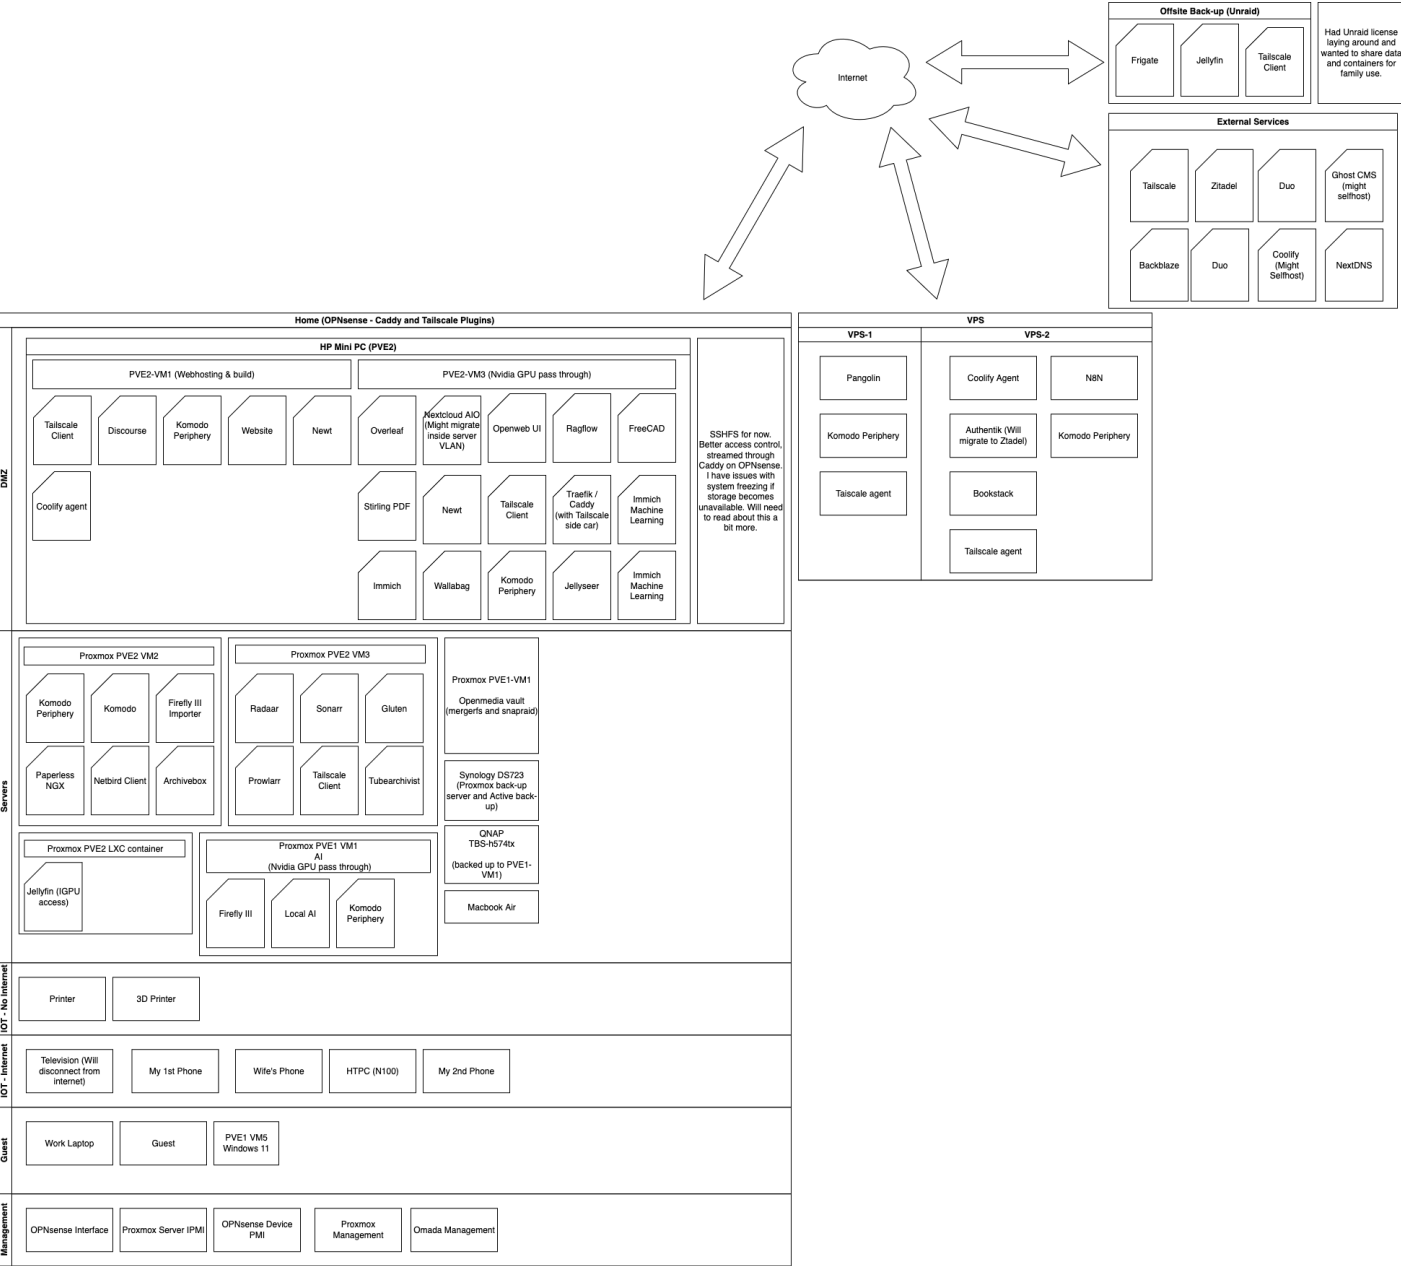 Offsite Back-up (Unraid)
Frigate
Jellyfin
Tailscale
Client
Had Unraid license
laying around and
wanted to share data
and containers for
family use.
Internet
External Services
Tailscale
Zitadel
Duo
Ghost CMS
(might
selfhost)
Backblaze
Duo
Coolify
(Might
Selfhost)
NextDNS
Home (OPNsense - Caddy and Tailscale Plugins)
DMZ
HP Mini PC (PVE2)
PVE2-VM1 (Webhosting & build)
Tailscale
Client
Discourse
Komodo
Periphery
Website
Newt
Coolify agent
PVE2-VM3 (Nvidia GPU pass through)
Overleaf
Nextcloud AIO
(Might migrate
inside server
VLAN)
Openweb UI
Ragflow
FreeCAD
Stirling PDF
Newt
Tailscale
Client
Traefik /
Caddy
(with Tailscale
side car)
Immich
Machine
Learning
Immich
Wallabag
Komodo
Periphery
Jellyseer
Immich
Machine
Learning
SSHFS for now.
Better access control,
streamed through
Caddy on OPNsense.
I have issues with
system freezing if
storage becomes
unavailable. Will need
to read about this a
bit more.
VPS
VPS-1
Pangolin
Komodo Periphery
Taiscale agent
VPS-2
Coolify Agent
N8N
Authentik (Will
migrate to Ztadel)
Komodo Periphery
Bookstack
Tailscale agent
Servers
Proxmox PVE2 VM2
Komodo
Periphery
Komodo
Firefly III
Importer
Paperless
NGX
Netbird Client
Archivebox
Proxmox PVE2 VM3
Radaar
Sonarr
Gluten
Prowlarr
Tailscale
Client
Tubearchivist
Proxmox PVE1-VM1
Openmedia vault
(mergerfs and snapraid)
Synology DS723
(Proxmox back-up
server and Active back-
up)
QNAP
TBS-h574tx
(backed up to PVE1-
VM1)
Macbook Air
Proxmox PVE2 LXC container
Jellyfin (IGPU
access)
Proxmox PVE1 VM1
AI
(Nvidia GPU pass through)
Firefly III
Local AI
Komodo
Periphery
IOT - No Internet
Printer
3D Printer
IOT - Internet
Television (Will
disconnect from
internet)
My 1st Phone
Wife's Phone
HTPC (N100)
My 2nd Phone
Guest
Work Laptop
Guest
PVE1 VM5
Windows 11
Management
OPNsense Interface
Proxmox Server IPMI
OPNsense Device
PMI
Proxmox
Management
Omada Management